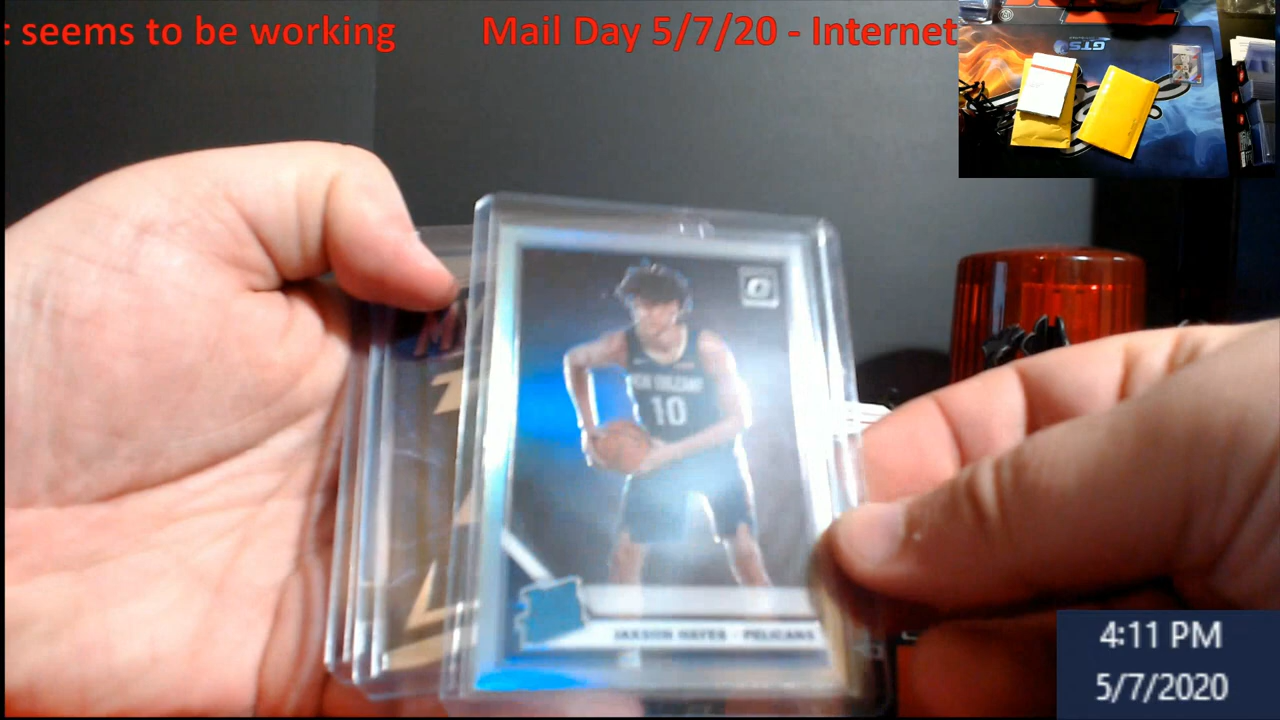 t seems to be working Mail Day 5/7/20 - Internet
GTS
NEW ORLEANS
10
JAXSON HAYES - PELICANS
4:11 PM
5/7/2020